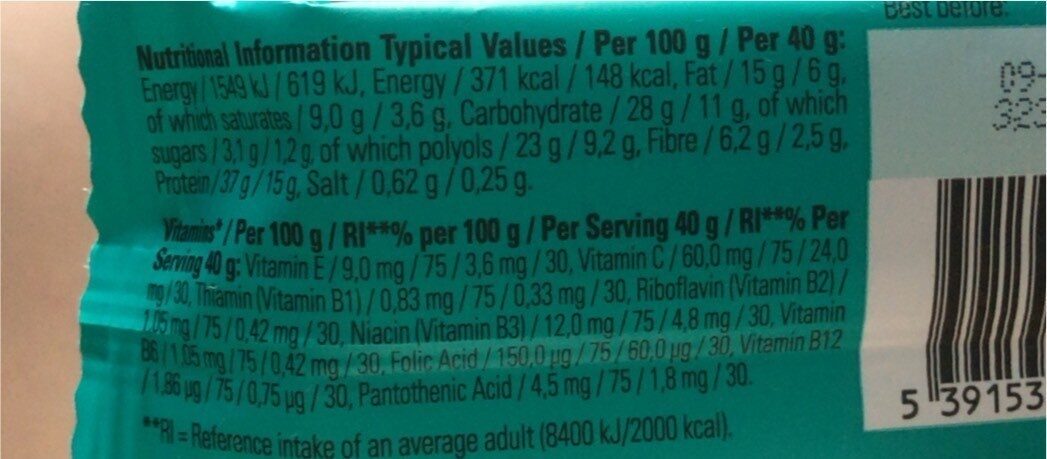 Nutritional Information Typical Values / Per 100 g / Per 40 g:
Energy / 1549 kJ / 619 kJ, Energy / 371 kcal / 148 kcal, Fat / 15 g / 6 g,
of which saturates / 9,0 g / 3,6 g, Carbohydrate / 28 g / 11 g, of which
sugars / 3,1 g / 1,2 g, of which polyols / 23 g / 9,2 g, Fibre / 6,2 g / 2,5 g,
Protein / 37 g / 15 g, Salt / 0,62 g / 0,25 g.
Vitamins* / Per 100 g / RI**% per 100 g / Per Serving 40 g / RI**% Per
Serving 40 g: Vitamin E / 9,0 mg / 75 / 3,6 mg / 30, Vitamin C / 60,0 mg / 75 / 24,0
mg / 30, Thiamin (Vitamin B1) / 0,83 mg / 75 / 0,33 mg / 30, Riboflavin (Vitamin B2) /
1,05 mg / 75 / 0,42 mg / 30, Niacin (Vitamin B3) / 12,0 mg / 75 / 4,8 mg / 30, Vitamin
B6 / 1,05 mg / 75 / 0,42 mg / 30, Folic Acid / 150,0 µg / 75 / 60,0 µg / 30, Vitamin B12
/ 1,86 µg / 75 / 0,75 µg / 30, Pantothenic Acid / 4,5 mg / 75 / 1,8 mg / 30.
**RI = Reference intake of an average adult (8400 kJ/2000 kcal).
Best before:
09-
323
5 39153